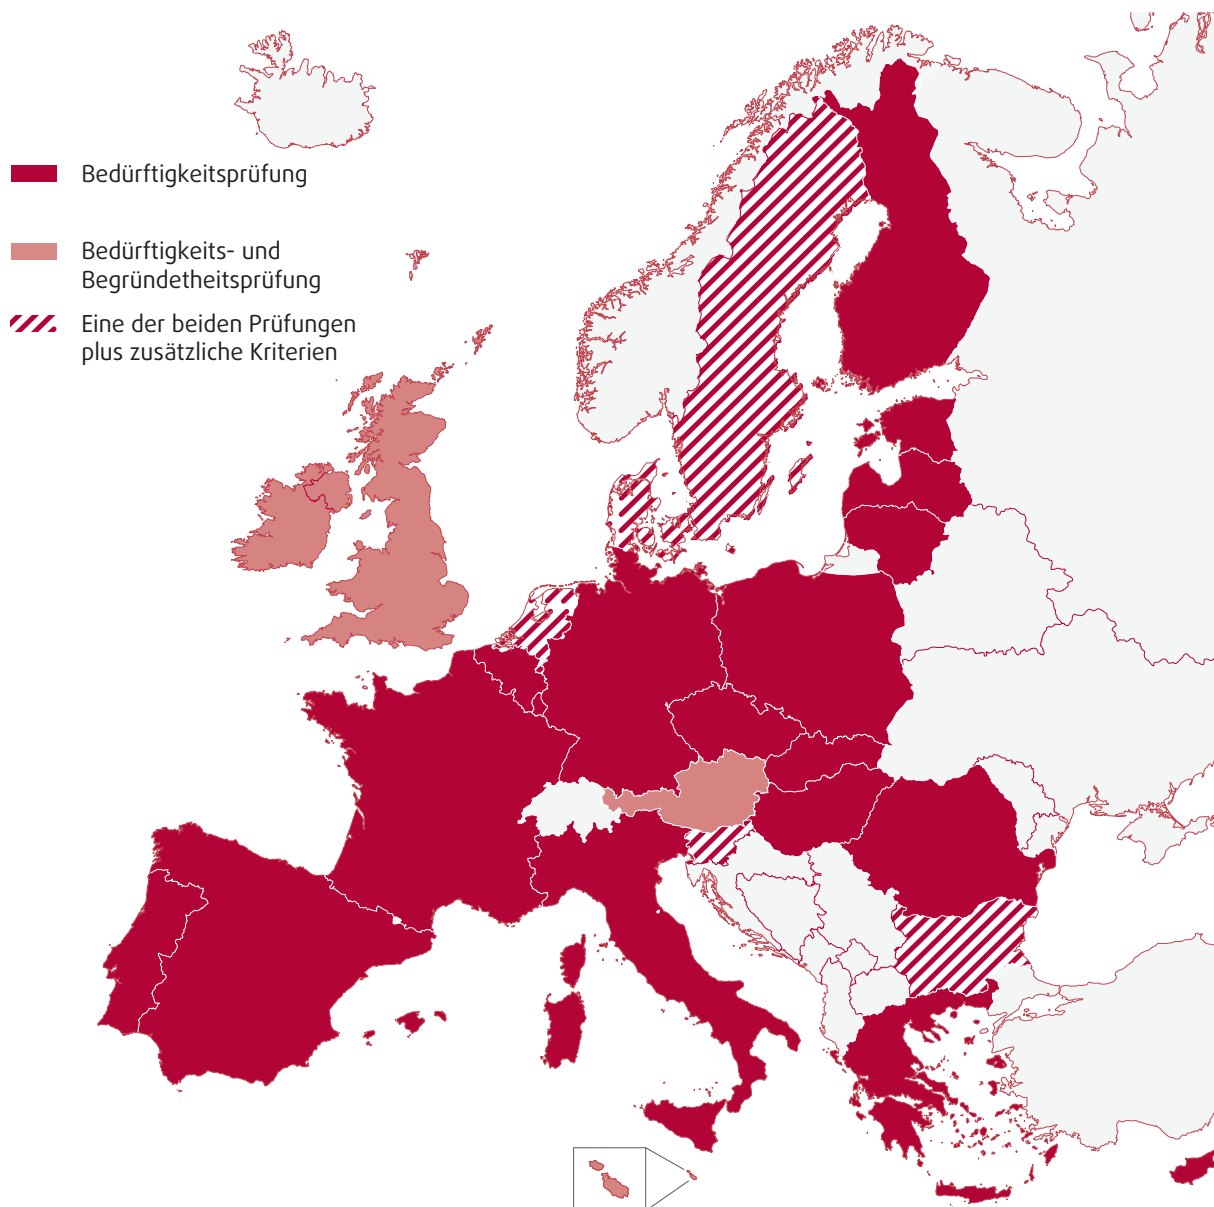 Bedürftigkeitsprüfung
Bedürftigkeits- und
Begründetheitsprüfung
Eine der beiden Prüfungen
plus zusätzliche Kriterien